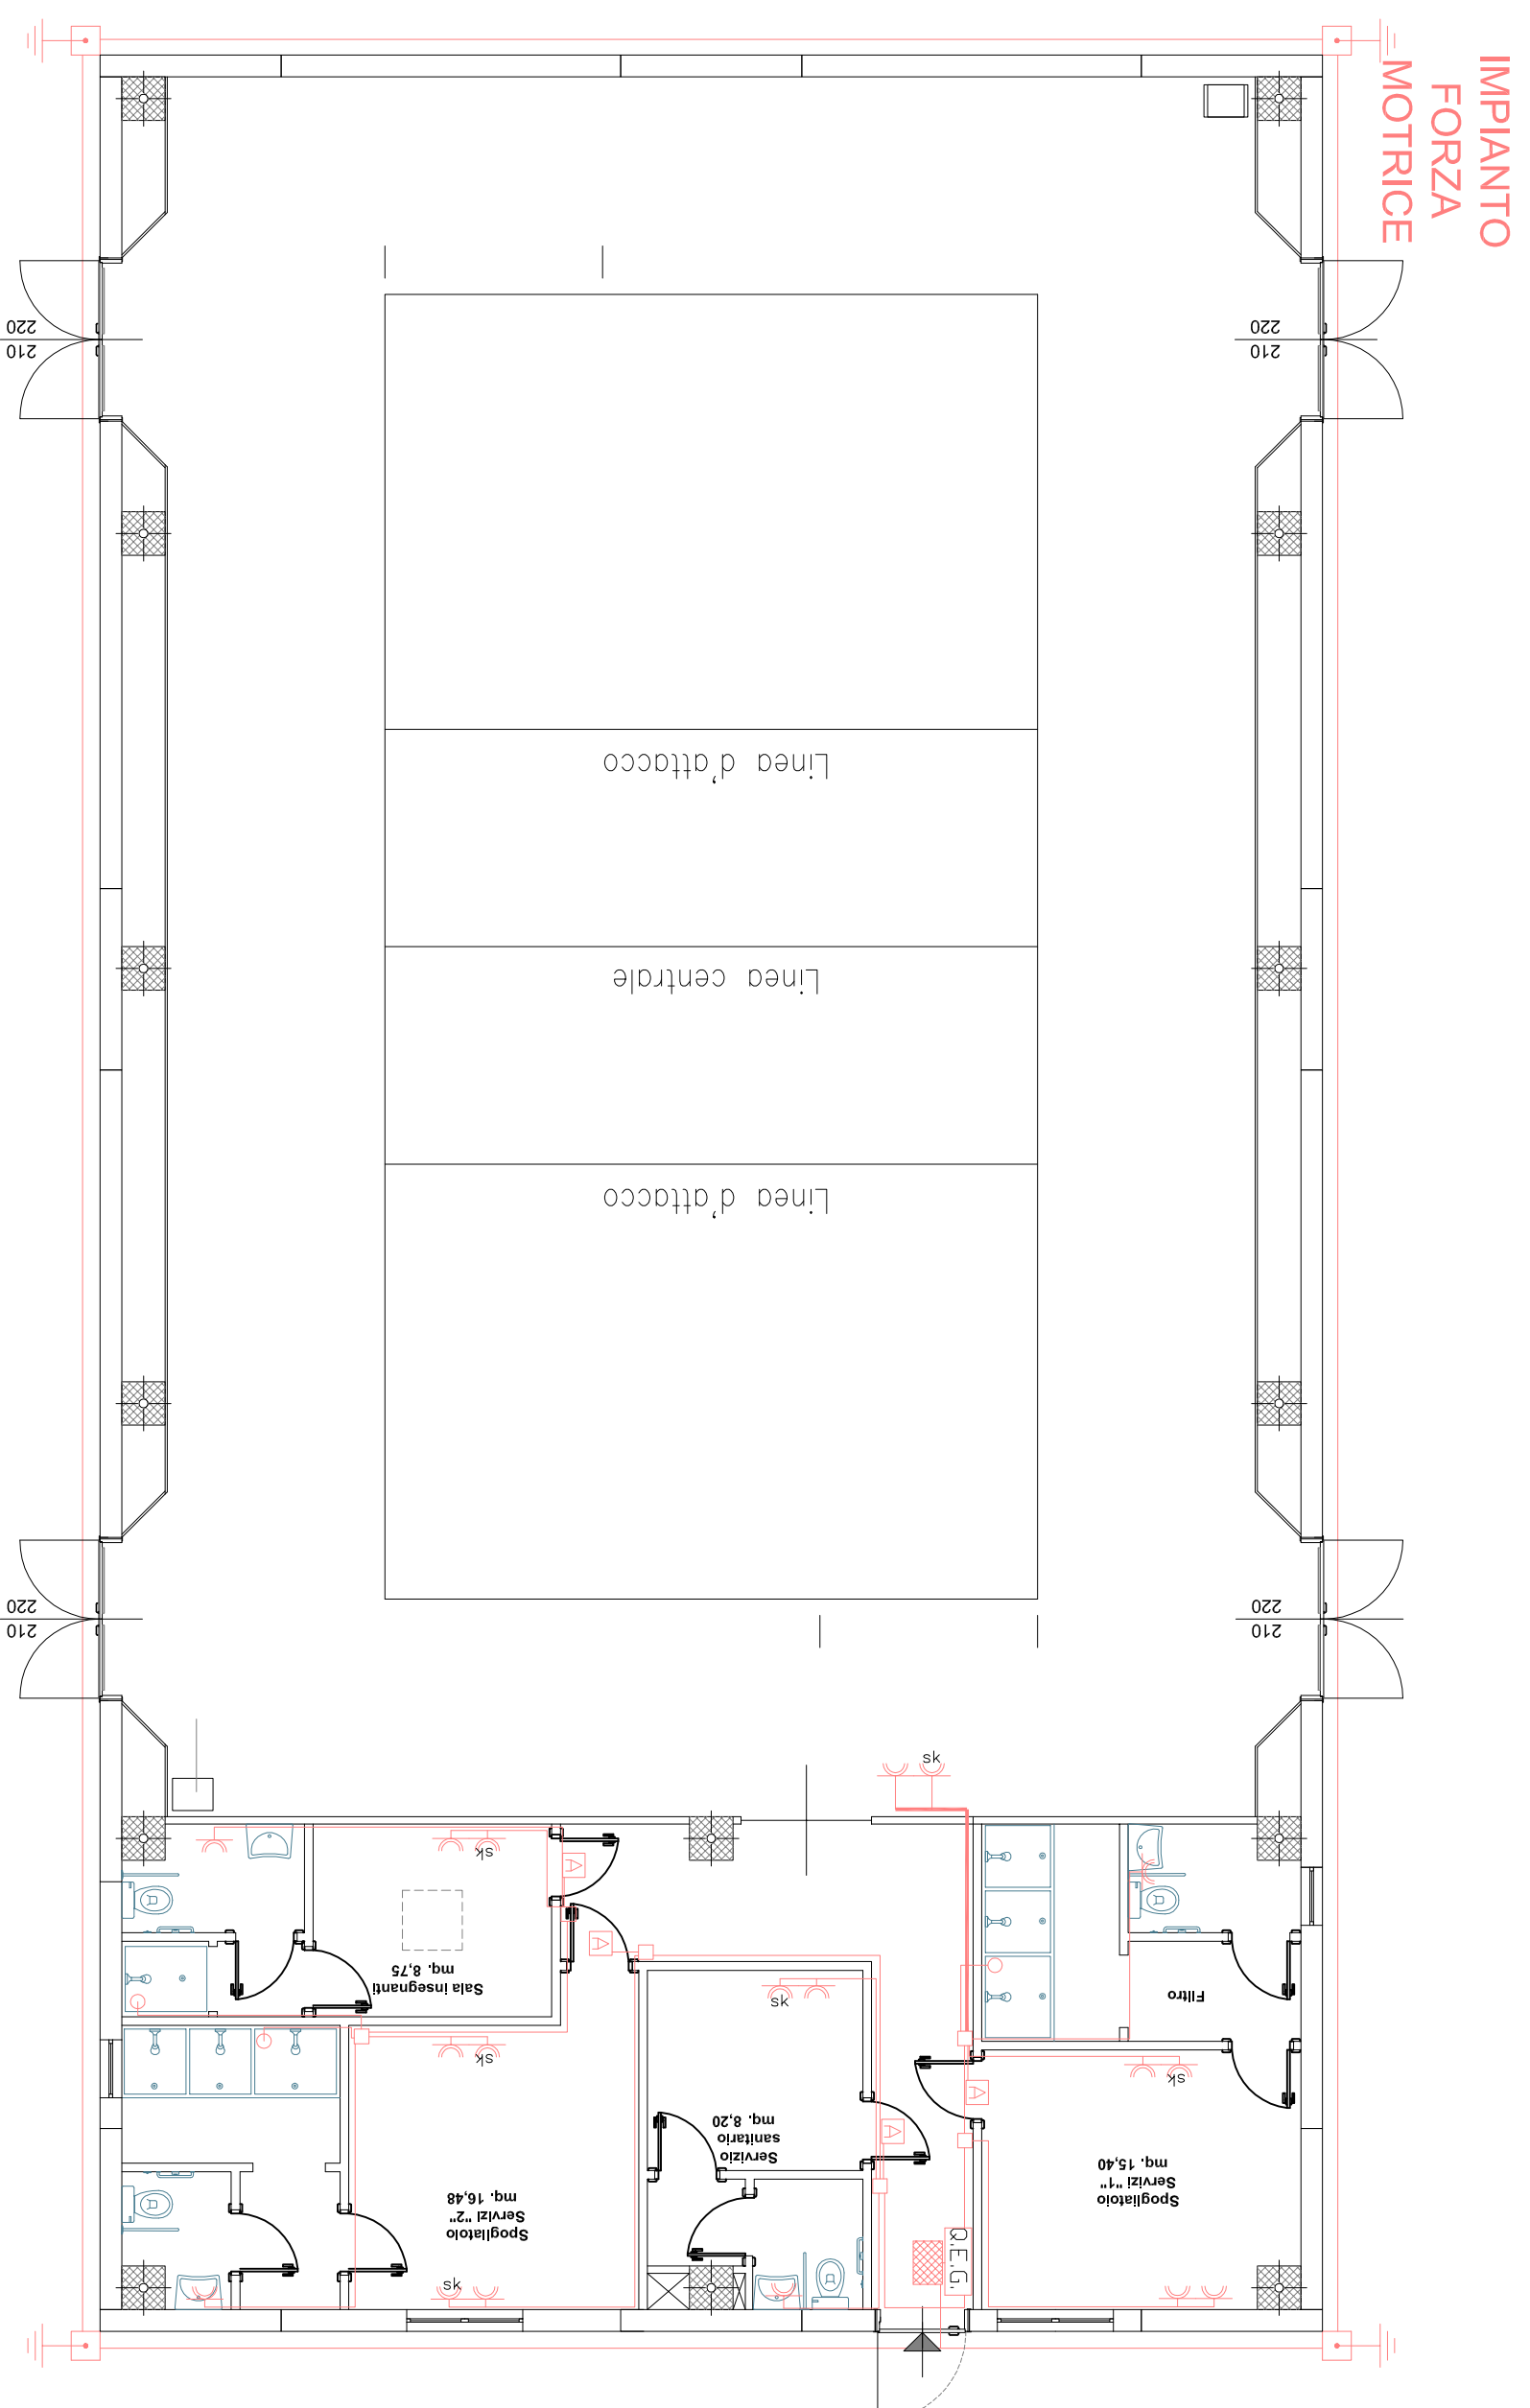 IMPIANTO
FORZA
MOTRICE
220
210
220
210
Linea d'attacco
Linea centrale
Linea d'attacco
220
210
220
210
sk
sk
A
A
Sala insegnanti
mq. 8,75
sk
sk
Filtro
sk
A
A
Servizio
sanitario
mq. 8,20
Spogliatoio
Servizi "1"
mq. 15,40
Spogliatoio
Servizi "2"
mq. 16,48
sk
Q.E.G.